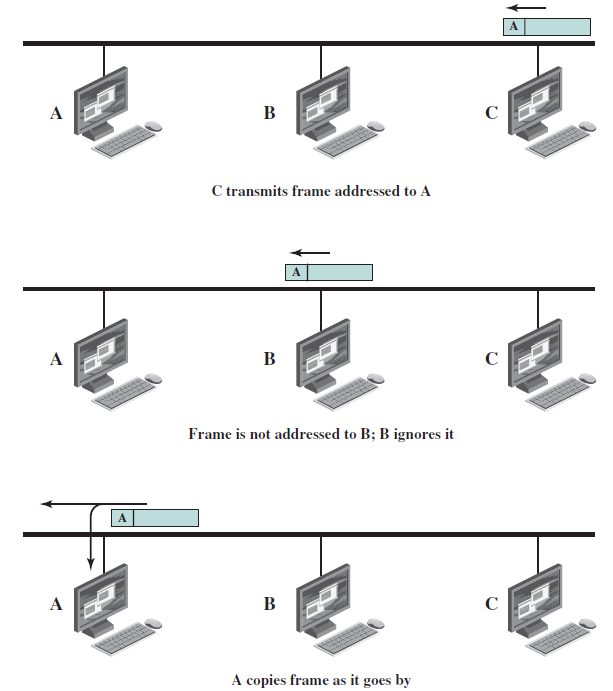 A
A
B
C
C transmits frame addressed to A
A
A
B
C
Frame is not addressed to B; B ignores it
A
A
B
C
A copies frame as it goes by